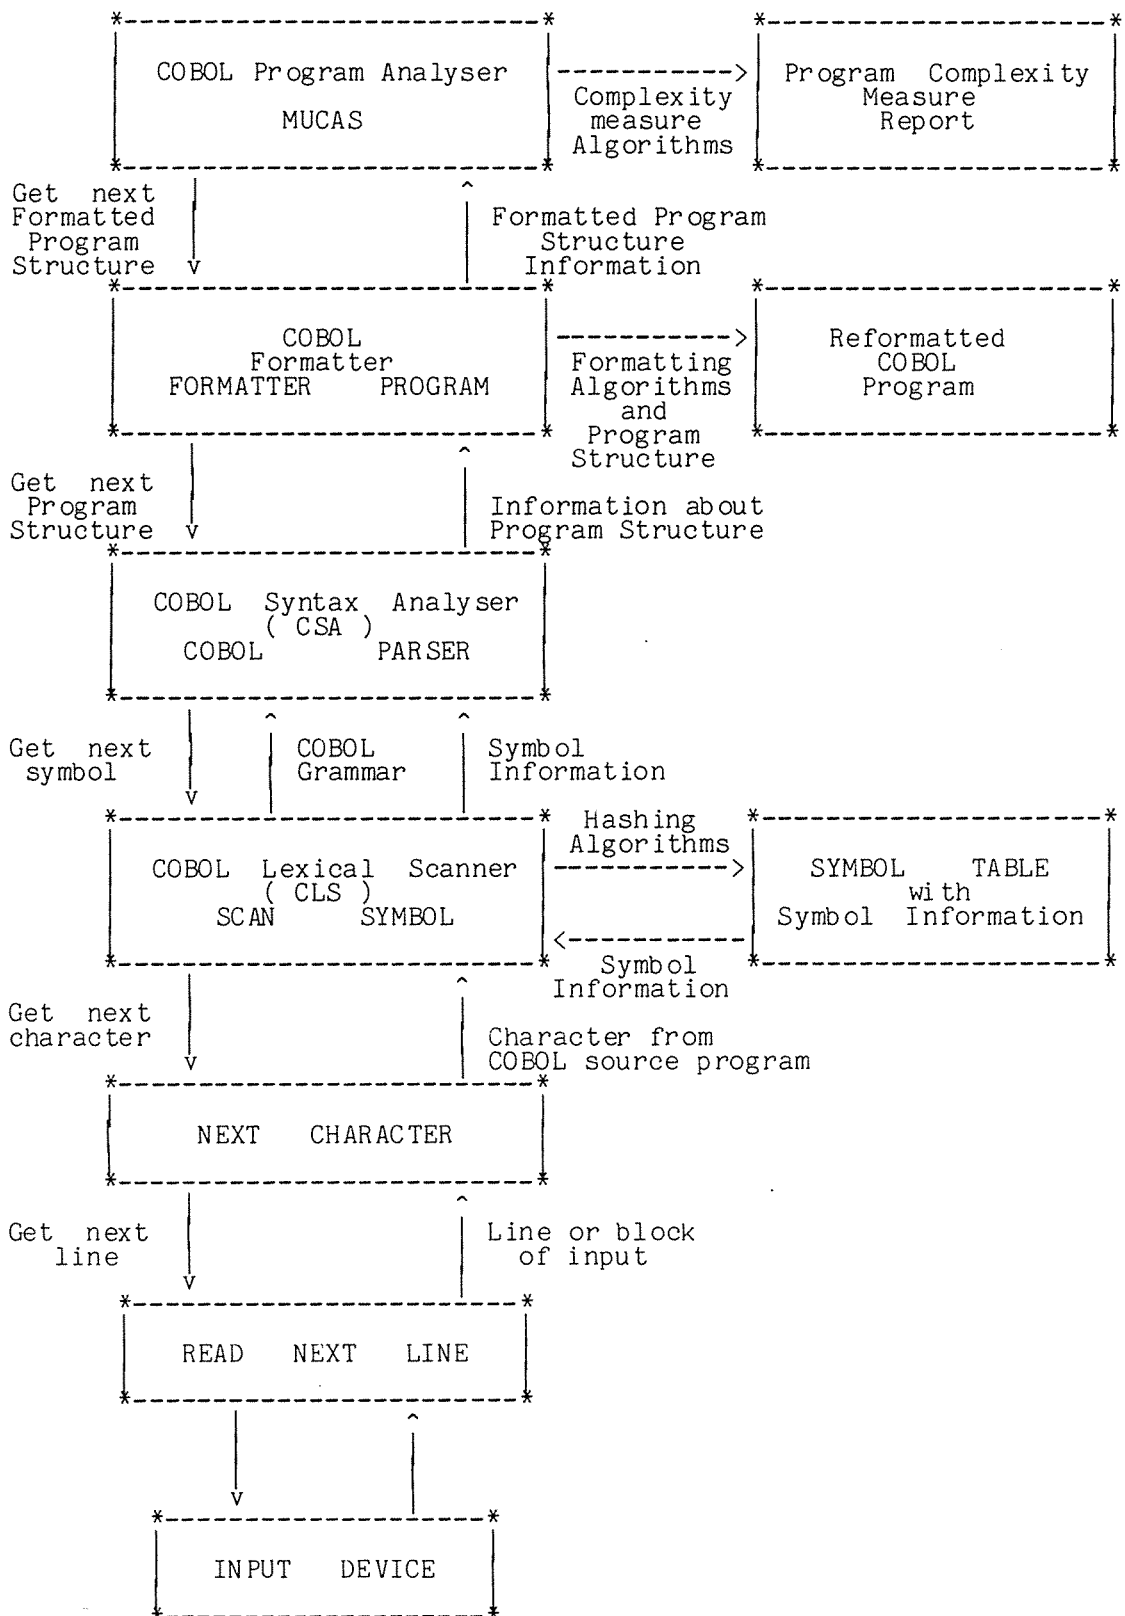 COBOL Program Analyser
MUCAS
Complexity
measure
Algorithms
Program Complexity
Measure
Report
Get next
Formatted
Program
Structure
Formatted Program
Structure
Information
COBOL
Formatter
FORMATTER PROGRAM
Formatting
Algorithms
and
Program
Structure
Reformatted
COBOL
Program
Get next
Program
Structure
Information about
Program Structure
COBOL Syntax Analyser
( CSA )
COBOL PARSER
Get next
symbol
COBOL
Grammar
Symbol
Information
COBOL Lexical Scanner
( CLS )
SCAN SYMBOL
Hashing
Algorithms
SYMBOL TABLE
with
Symbol Information
Symbol
Information
Get next
character
Character from
COBOL source program
NEXT CHARACTER
Get next
line
Line or block
of input
READ NEXT LINE
INPUT DEVICE